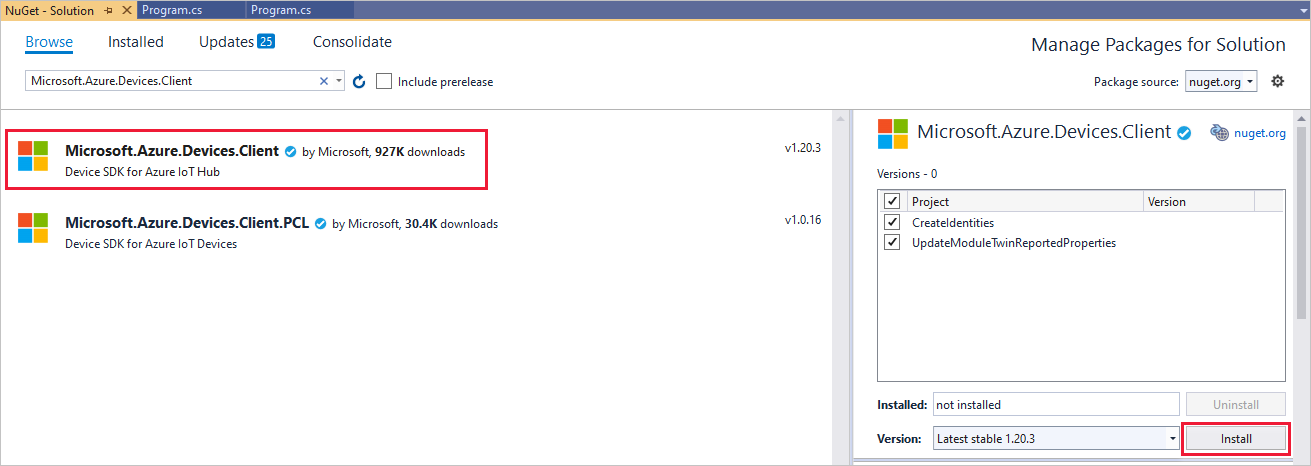 NuGet - Solution Program.cs Program.cs
Browse Installed Updates 25 Consolidate
Manage Packages for Solution
Microsoft.Azure.Devices.Client Include prerelease
Package source: nuget.org
Microsoft.Azure.Devices.Client by Microsoft, 927K downloads v1.20.3
Device SDK for Azure IoT Hub
Microsoft.Azure.Devices.Client.PCL by Microsoft, 30.4K downloads v1.0.16
Device SDK for Azure IoT Devices
Microsoft.Azure.Devices.Client nuget.org
Versions - 0
Project Version
CreateIdentities
UpdateModuleTwinReportedProperties
Installed: not installed Uninstall
Version: Latest stable 1.20.3 Install